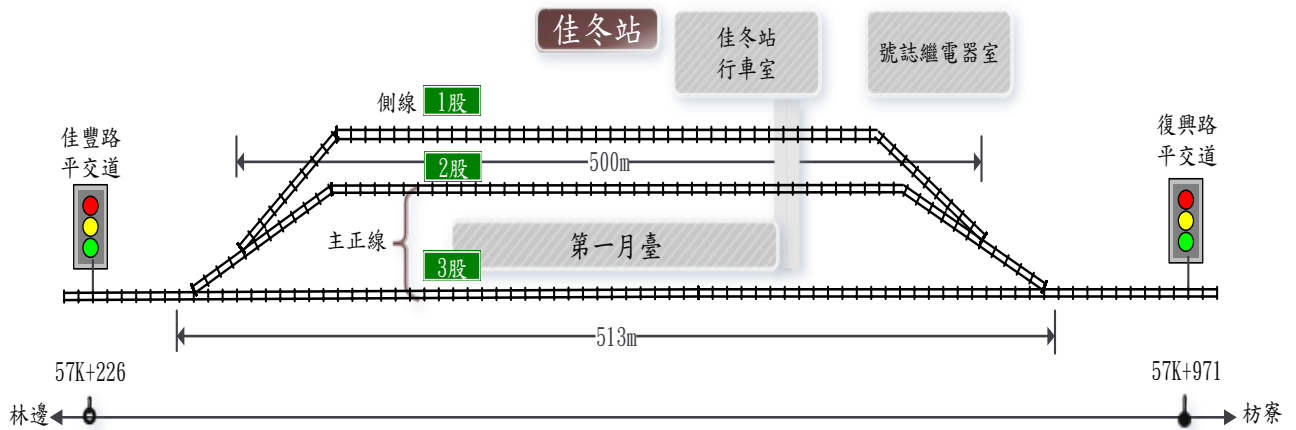 佳冬站
佳冬站
行車室
號誌繼電器室
側線 1股
佳豐路
平交道
復興路
平交道
2股
500m
主正線
第一月臺
3股
513m
57K+226
57K+971
林邊
枋寮